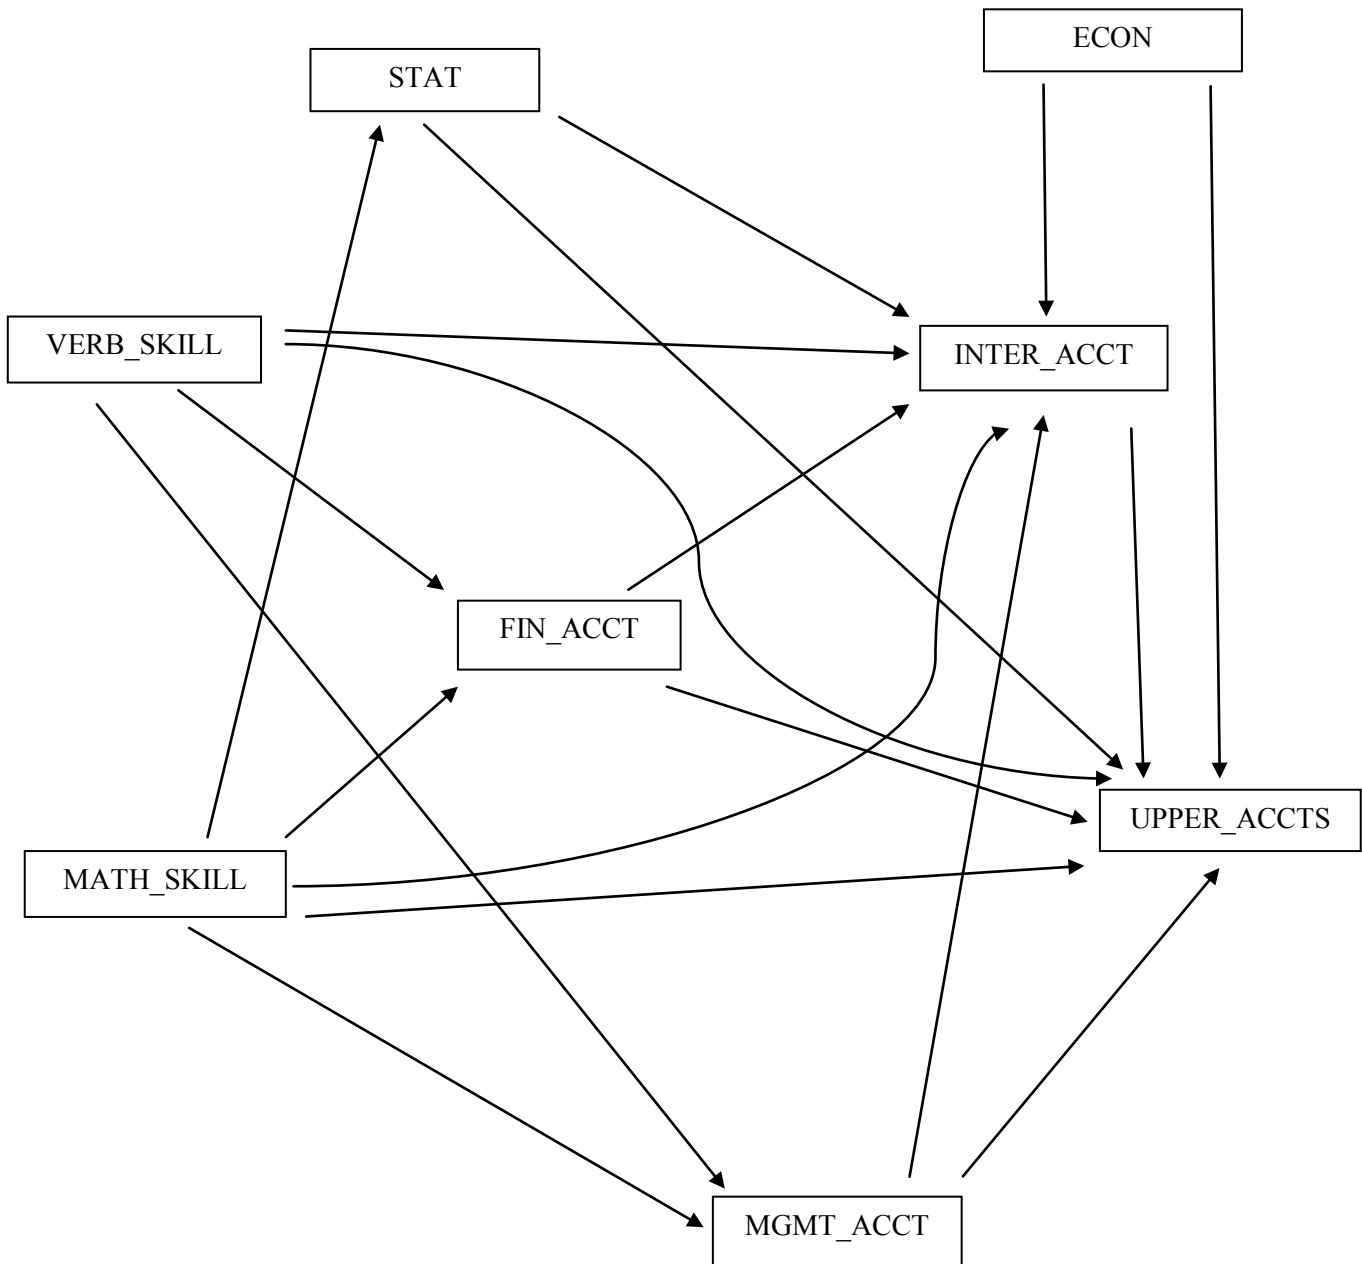 ECON
STAT
VERB_SKILL
INTER_ACCT
FIN_ACCT
UPPER_ACCTS
MATH_SKILL
MGMT_ACCT